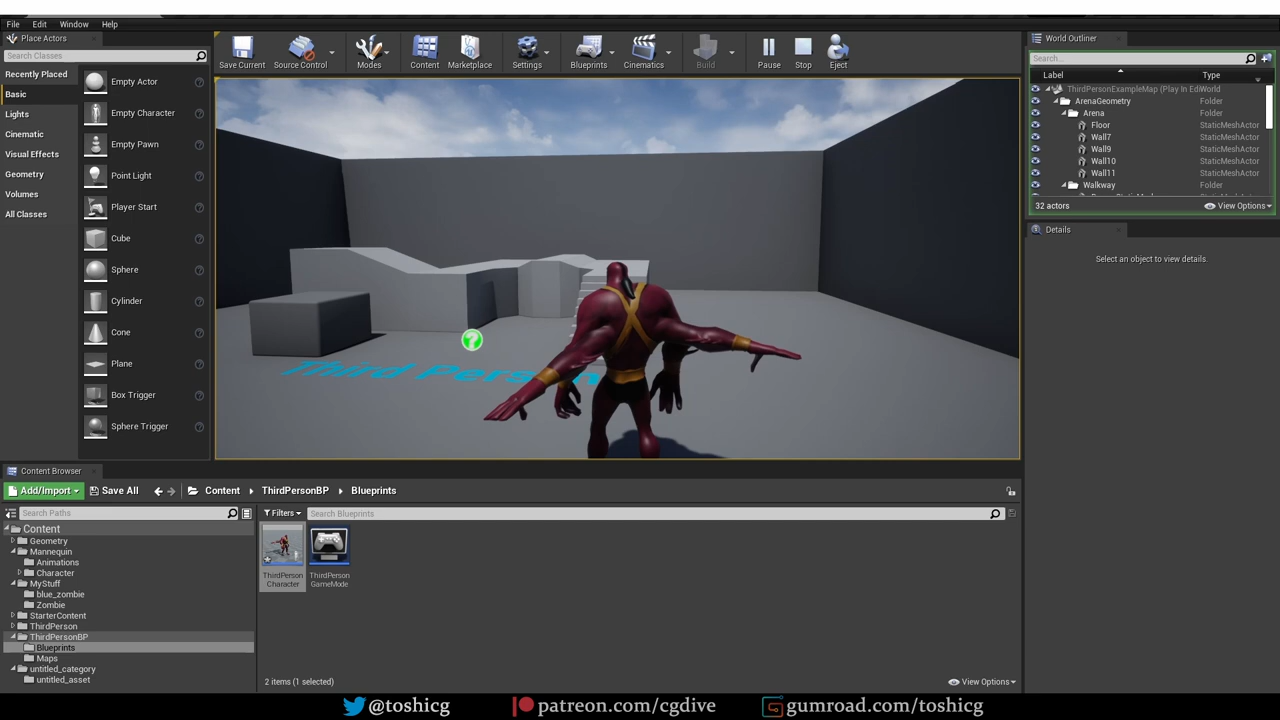 File Edit Window Help
Place Actors
Search Classes
Recently Placed
Basic
Lights
Cinematic
Visual Effects
Geometry
Volumes
All Classes
Empty Actor
Empty Character
Empty Pawn
Point Light
Player Start
Cube
Sphere
Cylinder
Cone
Plane
Box Trigger
Sphere Trigger
Save Current Source Control Modes Content Marketplace Settings Blueprints Cinematics Build Pause Stop Eject
Third Person
World Outliner
Search...
Label Type
ThirdPersonExampleMap (Play In Edi World
ArenaGeometry Folder
Arena Folder
Floor StaticMeshActor
Wall7 StaticMeshActor
Wall9 StaticMeshActor
Wall10 StaticMeshActor
Wall11 StaticMeshActor
Walkway Folder
32 actors View Options
Details
Select an object to view details.
Content Browser
Add/Import Save All Content ThirdPersonBP Blueprints
Search Paths
Filters Search Blueprints
Content
Geometry
Mannequin
Animations
Character
MyStuff
blue_zombie
Zombie
StarterContent
ThirdPerson
ThirdPersonBP
Blueprints
Maps
untitled_category
untitled_asset
ThirdPerson
Character
ThirdPerson
GameMode
2 items (1 selected) View Options
@toshicg patreon.com/cgdive gumroad.com/toshicg